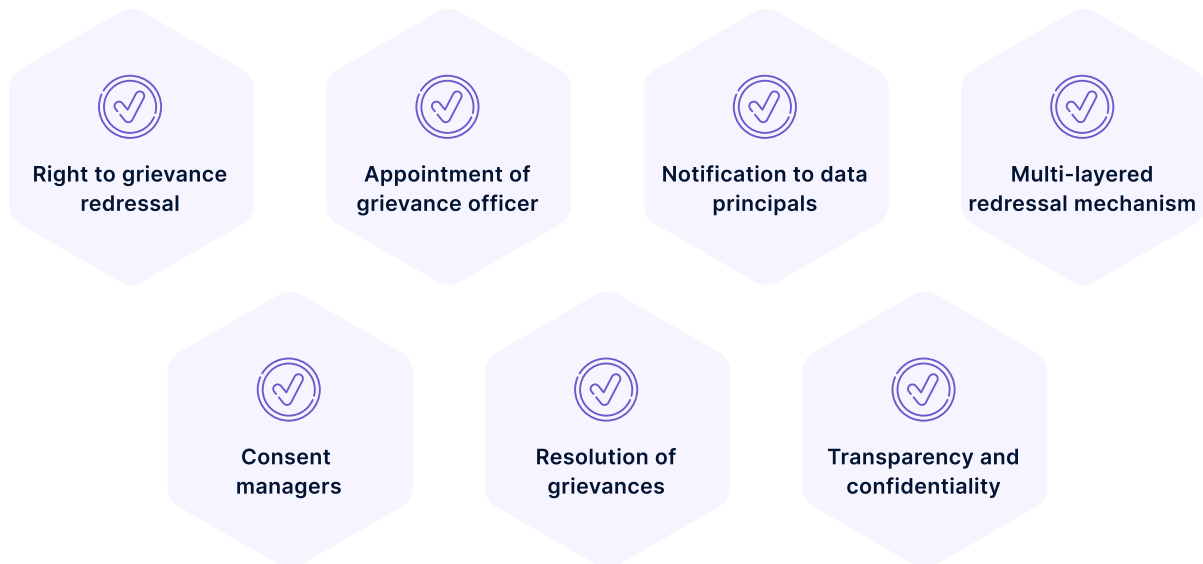 Right to grievance
redressal
Appointment of
grievance officer
Notification to data
principals
Multi-layered
redressal mechanism
Consent
managers
Resolution of
grievances
Transparency and
confidentiality